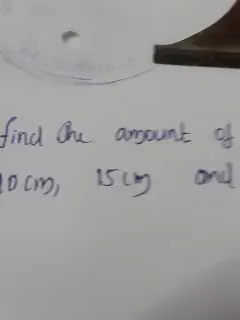 find the amount of
10 cm, 15 cm and